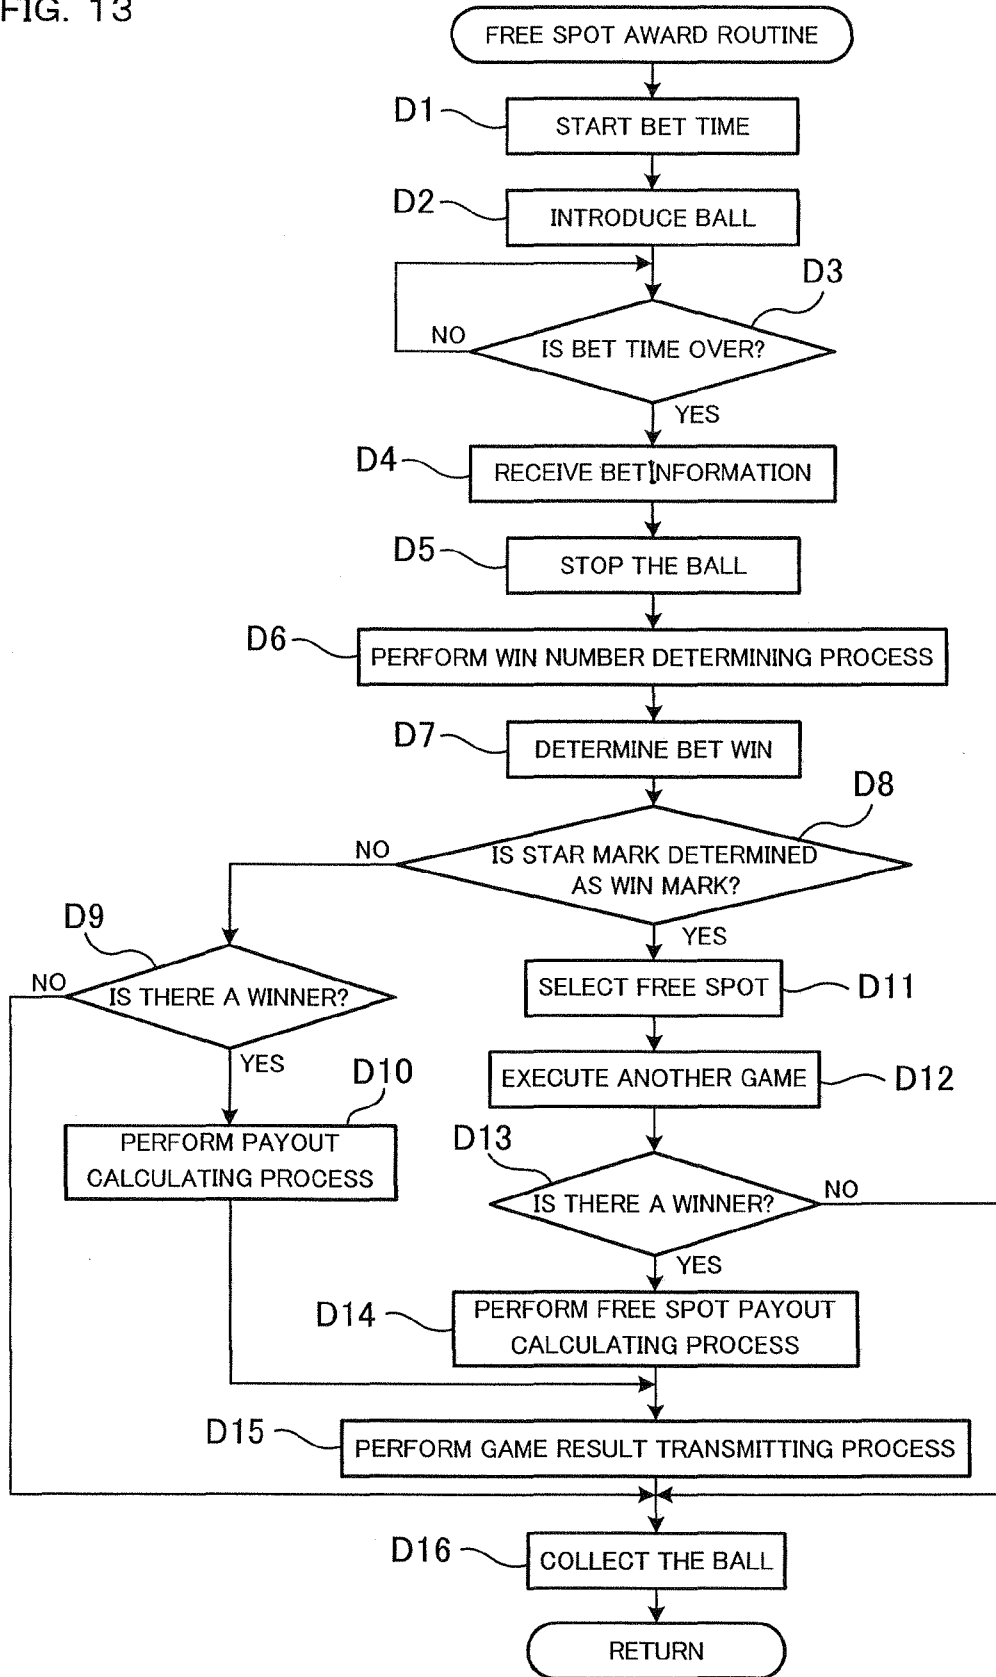 FIG. 13
FREE SPOT AWARD ROUTINE
D1
START BET TIME
D2
INTRODUCE BALL
D3
NO
IS BET TIME OVER?
YES
D4
RECEIVE BET INFORMATION
D5
STOP THE BALL
D6
PERFORM WIN NUMBER DETERMINING PROCESS
D7
DETERMINE BET WIN
D8
NO
IS STAR MARK DETERMINED
AS WIN MARK?
YES
D9
NO
IS THERE A WINNER?
YES
D10
PERFORM PAYOUT
CALCULATING PROCESS
SELECT FREE SPOT
D11
EXECUTE ANOTHER GAME
D12
D13
IS THERE A WINNER?
NO
YES
D14
PERFORM FREE SPOT PAYOUT
CALCULATING PROCESS
D15
PERFORM GAME RESULT TRANSMITTING PROCESS
D16
COLLECT THE BALL
RETURN